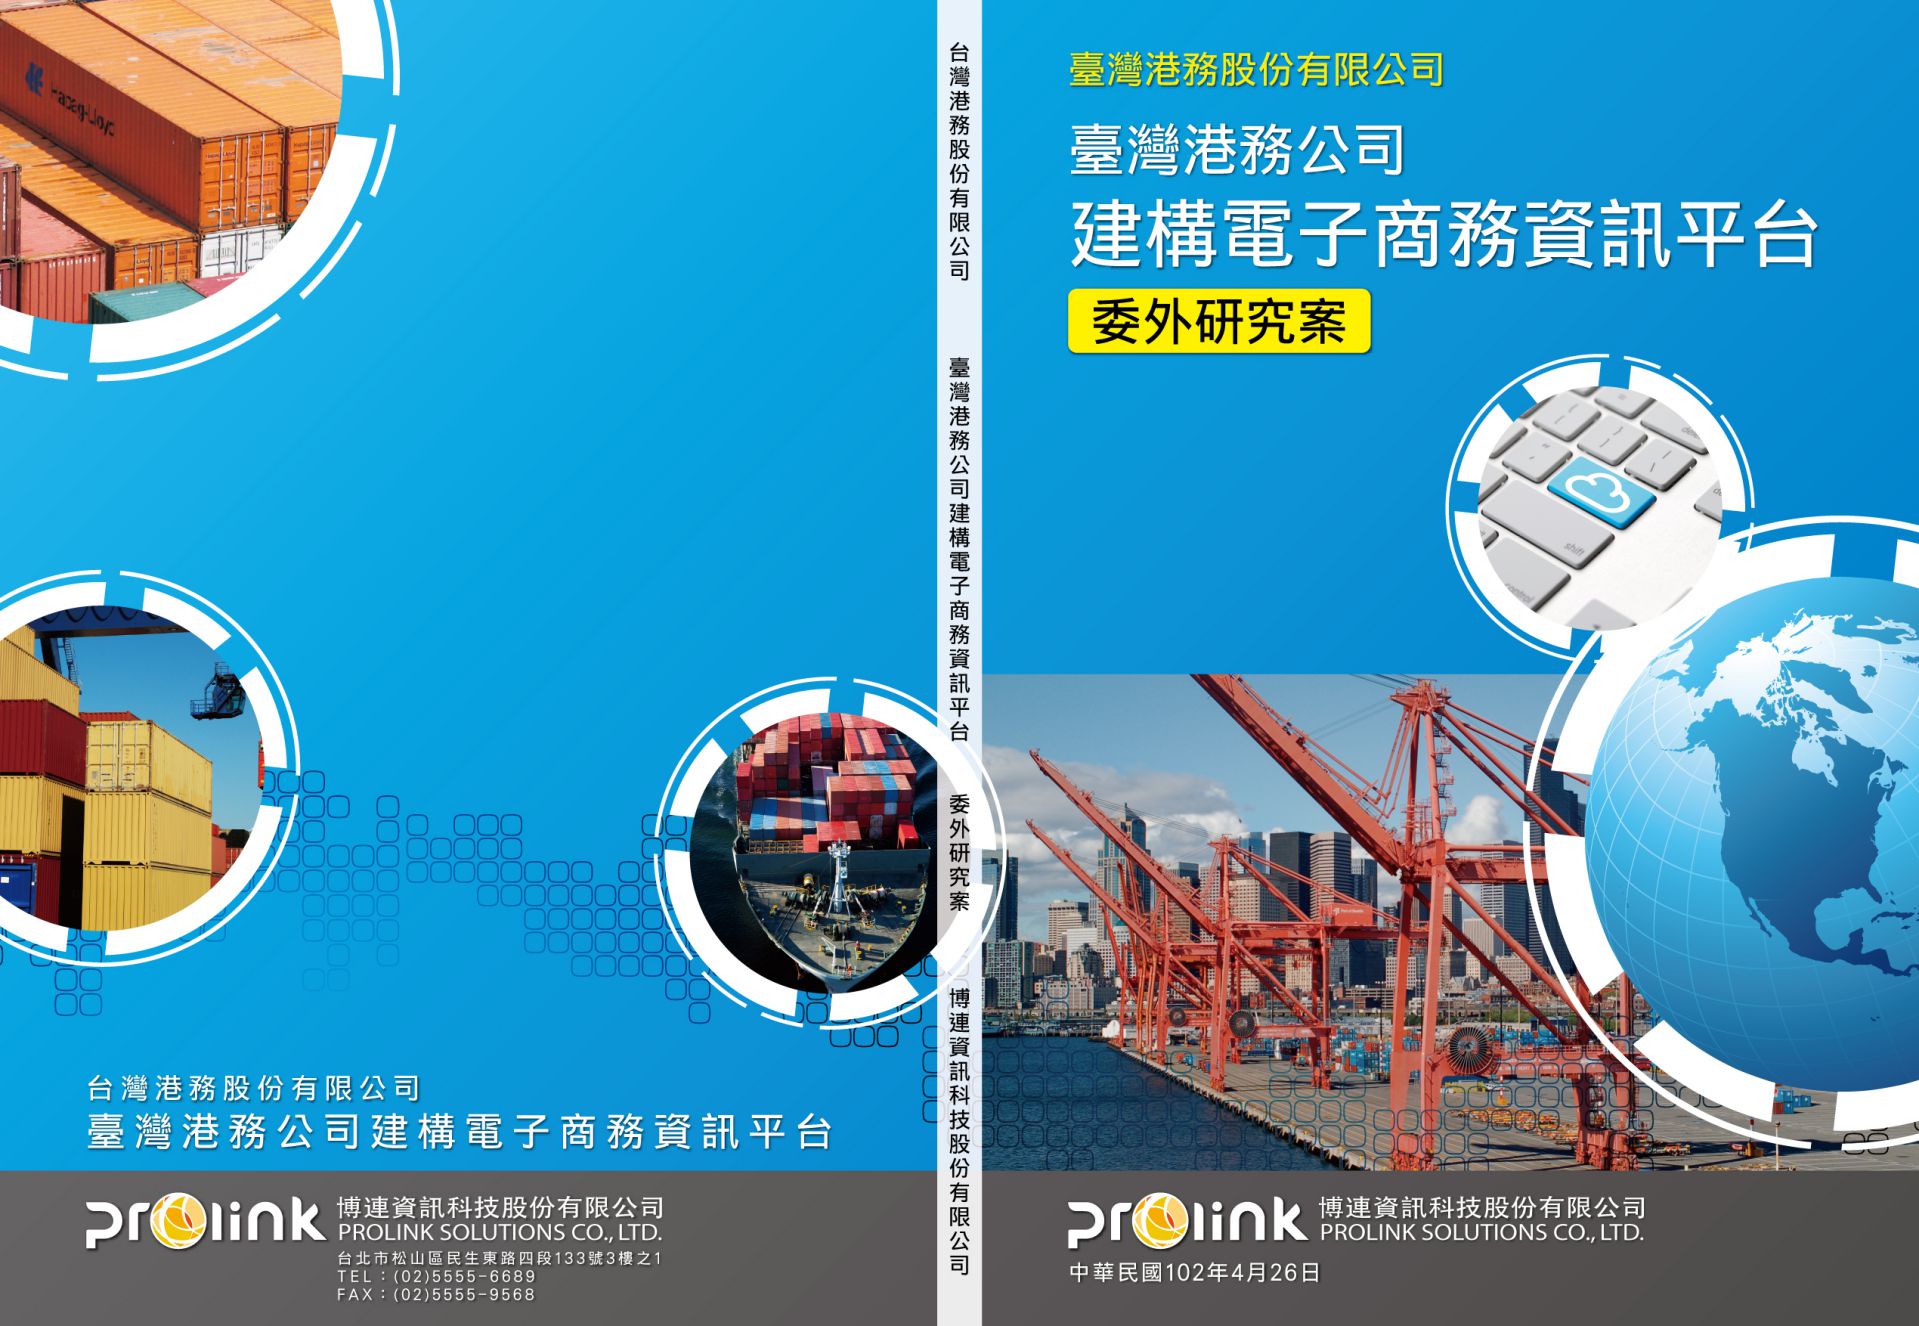 臺灣港務股份有限公司
臺灣港務公司
建構電子商務資訊平台
委外研究案
prolink 博連資訊科技股份有限公司
PROLINK SOLUTIONS CO., LTD.
中華民國102年4月26日
台灣港務股份有限公司 臺灣港務公司建構電子商務資訊平台 委外研究案 博連資訊科技股份有限公司
Hapag-Lloyd
台灣港務股份有限公司
臺灣港務公司建構電子商務資訊平台
prolink 博連資訊科技股份有限公司
PROLINK SOLUTIONS CO., LTD.
台北市松山區民生東路四段133號3樓之1
TEL：(02)5555-6689
FAX：(02)5555-9568
shift
control